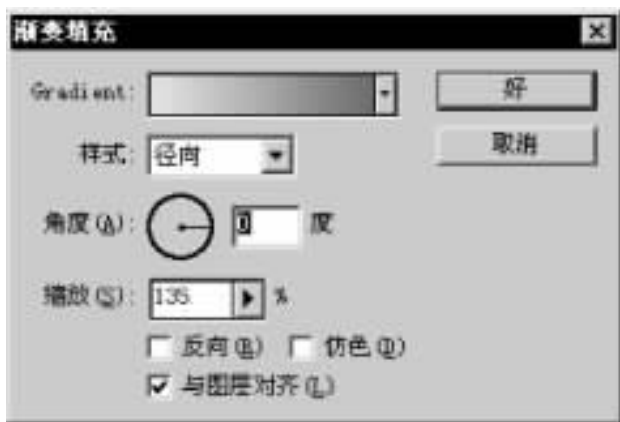 渐变填充
Gradient: 好
样式: 径向 取消
角度(A): 0 度
缩放(S): 135 %
反向(R) 仿色(D)
与图层对齐(L)